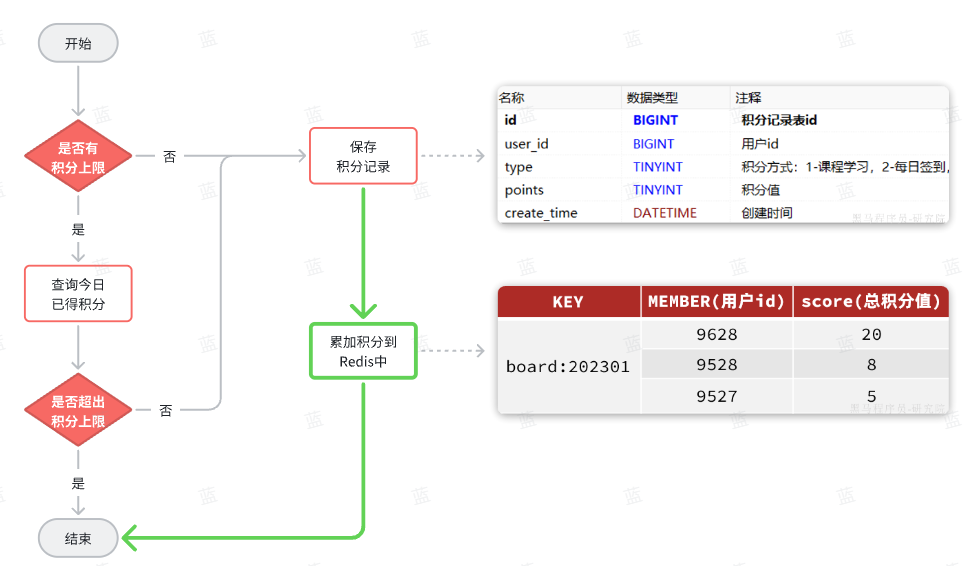 开始
是否有
积分上限
否
是
查询今日
已得积分
是否超出
积分上限
否
是
结束
保存
积分记录
累加积分到
Redis中
名称 数据类型 注释
id BIGINT 积分记录表id
user_id BIGINT 用户id
type TINYINT 积分方式：1-课程学习，2-每日签到，
points TINYINT 积分值
create_time DATETIME 创建时间
黑马程序员-研究院
KEY MEMBER(用户id) score(总积分值)
board:202301
9628 20
9528 8
9527 5
黑马程序员-研究院
蓝